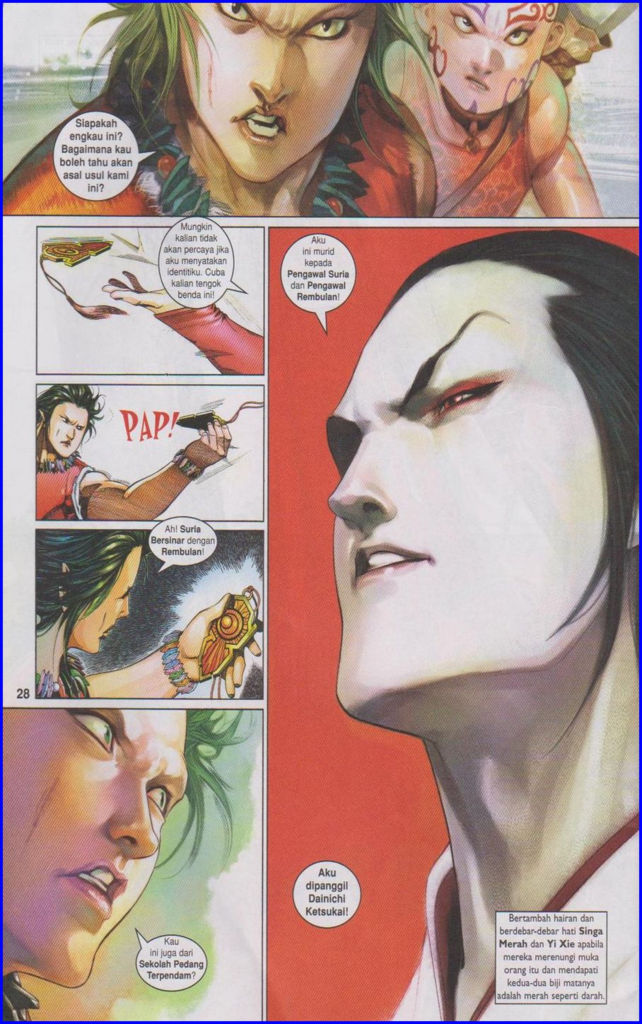 Siapakah
engkau ini?
Bagaimana kau
boleh tahu akan
asal usul kami
ini?
Mungkin
kalian tidak
akan percaya jika
aku menyatakan
identitiku. Cuba
kalian tengok
benda ini!
PAP!
Ah! Suria
Bersinar dengan
Rembulan!
28
Kau
ini juga dari
Sekolah Pedang
Terpendam?
Aku
ini murid
kepada
Pengawal Suria
dan Pengawal
Rembulan!
Aku
dipanggil
Dainichi
Ketsukai!
Bertambah hairan dan
berdebar-debar hati Singa
Merah dan Yi Xie apabila
mereka merenungi muka
orang itu dan mendapati
kedua-dua biji matanya
adalah merah seperti darah.